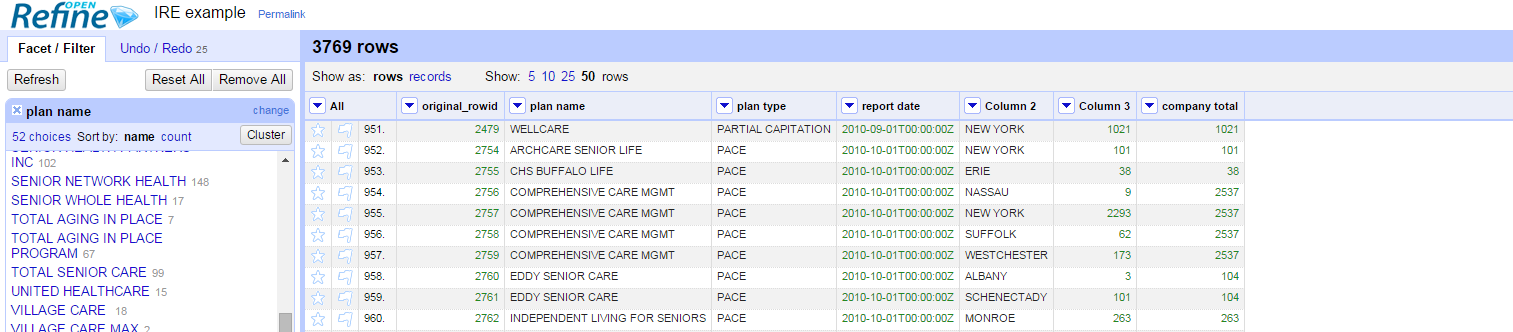 OPEN
Refine IRE example Permalink
Facet / Filter Undo / Redo 25
3769 rows
Refresh Reset All Remove All
Show as: rows records Show: 5 10 25 50 rows
plan name change
52 choices Sort by: name count Cluster
INC 102
SENIOR NETWORK HEALTH 148
SENIOR WHOLE HEALTH 17
TOTAL AGING IN PLACE 7
TOTAL AGING IN PLACE
PROGRAM 67
TOTAL SENIOR CARE 99
UNITED HEALTHCARE 15
VILLAGE CARE 18
VILLAGE CARE MAX 2
All original_rowid plan name plan type report date Column 2 Column 3 company total
951. 2479 WELLCARE PARTIAL CAPITATION 2010-09-01T00:00:00Z NEW YORK 1021 1021
952. 2754 ARCHCARE SENIOR LIFE PACE 2010-10-01T00:00:00Z NEW YORK 101 101
953. 2755 CHS BUFFALO LIFE PACE 2010-10-01T00:00:00Z ERIE 38 38
954. 2756 COMPREHENSIVE CARE MGMT PACE 2010-10-01T00:00:00Z NASSAU 9 2537
955. 2757 COMPREHENSIVE CARE MGMT PACE 2010-10-01T00:00:00Z NEW YORK 2293 2537
956. 2758 COMPREHENSIVE CARE MGMT PACE 2010-10-01T00:00:00Z SUFFOLK 62 2537
957. 2759 COMPREHENSIVE CARE MGMT PACE 2010-10-01T00:00:00Z WESTCHESTER 173 2537
958. 2760 EDDY SENIOR CARE PACE 2010-10-01T00:00:00Z ALBANY 3 104
959. 2761 EDDY SENIOR CARE PACE 2010-10-01T00:00:00Z SCHENECTADY 101 104
960. 2762 INDEPENDENT LIVING FOR SENIORS PACE 2010-10-01T00:00:00Z MONROE 263 263